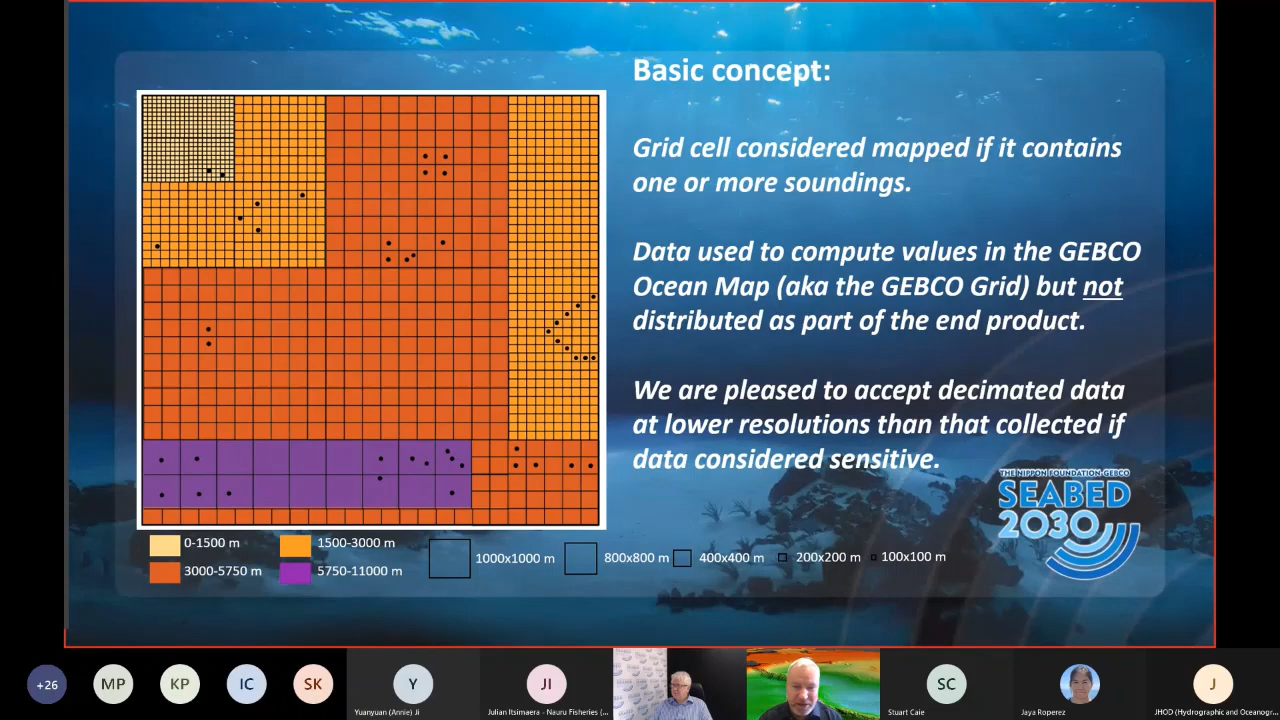 Basic concept:
Grid cell considered mapped if it contains
one or more soundings.
Data used to compute values in the GEBCO
Ocean Map (aka the GEBCO Grid) but not
distributed as part of the end product.
We are pleased to accept decimated data
at lower resolutions than that collected if
data considered sensitive.
THE NIPPON FOUNDATION-GEBCO
SEABED
2030
0-1500 m
1500-3000 m
3000-5750 m
5750-11000 m
1000x1000 m
800x800 m
400x400 m
200x200 m
100x100 m
+26
MP
KP
IC
SK
Y
Yuanyuan (Annie) Ji
JI
Julian Itsimaera - Nauru Fisheries (...
SC
Stuart Caie
Jaya Roperez
J
JHOD (Hydrographic and Oceanogr...